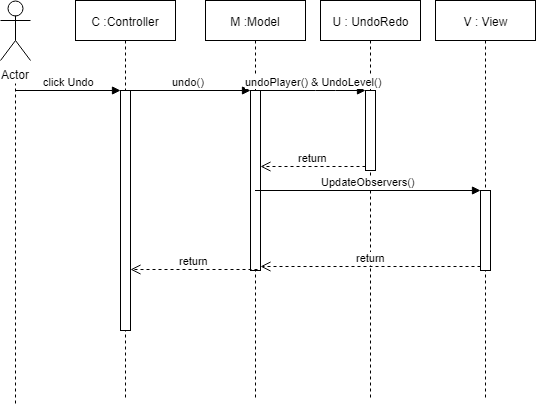 C :Controller
M :Model
U : UndoRedo
V : View
Actor
click Undo
undo()
undoPlayer() & UndoLevel()
return
UpdateObservers()
return
return